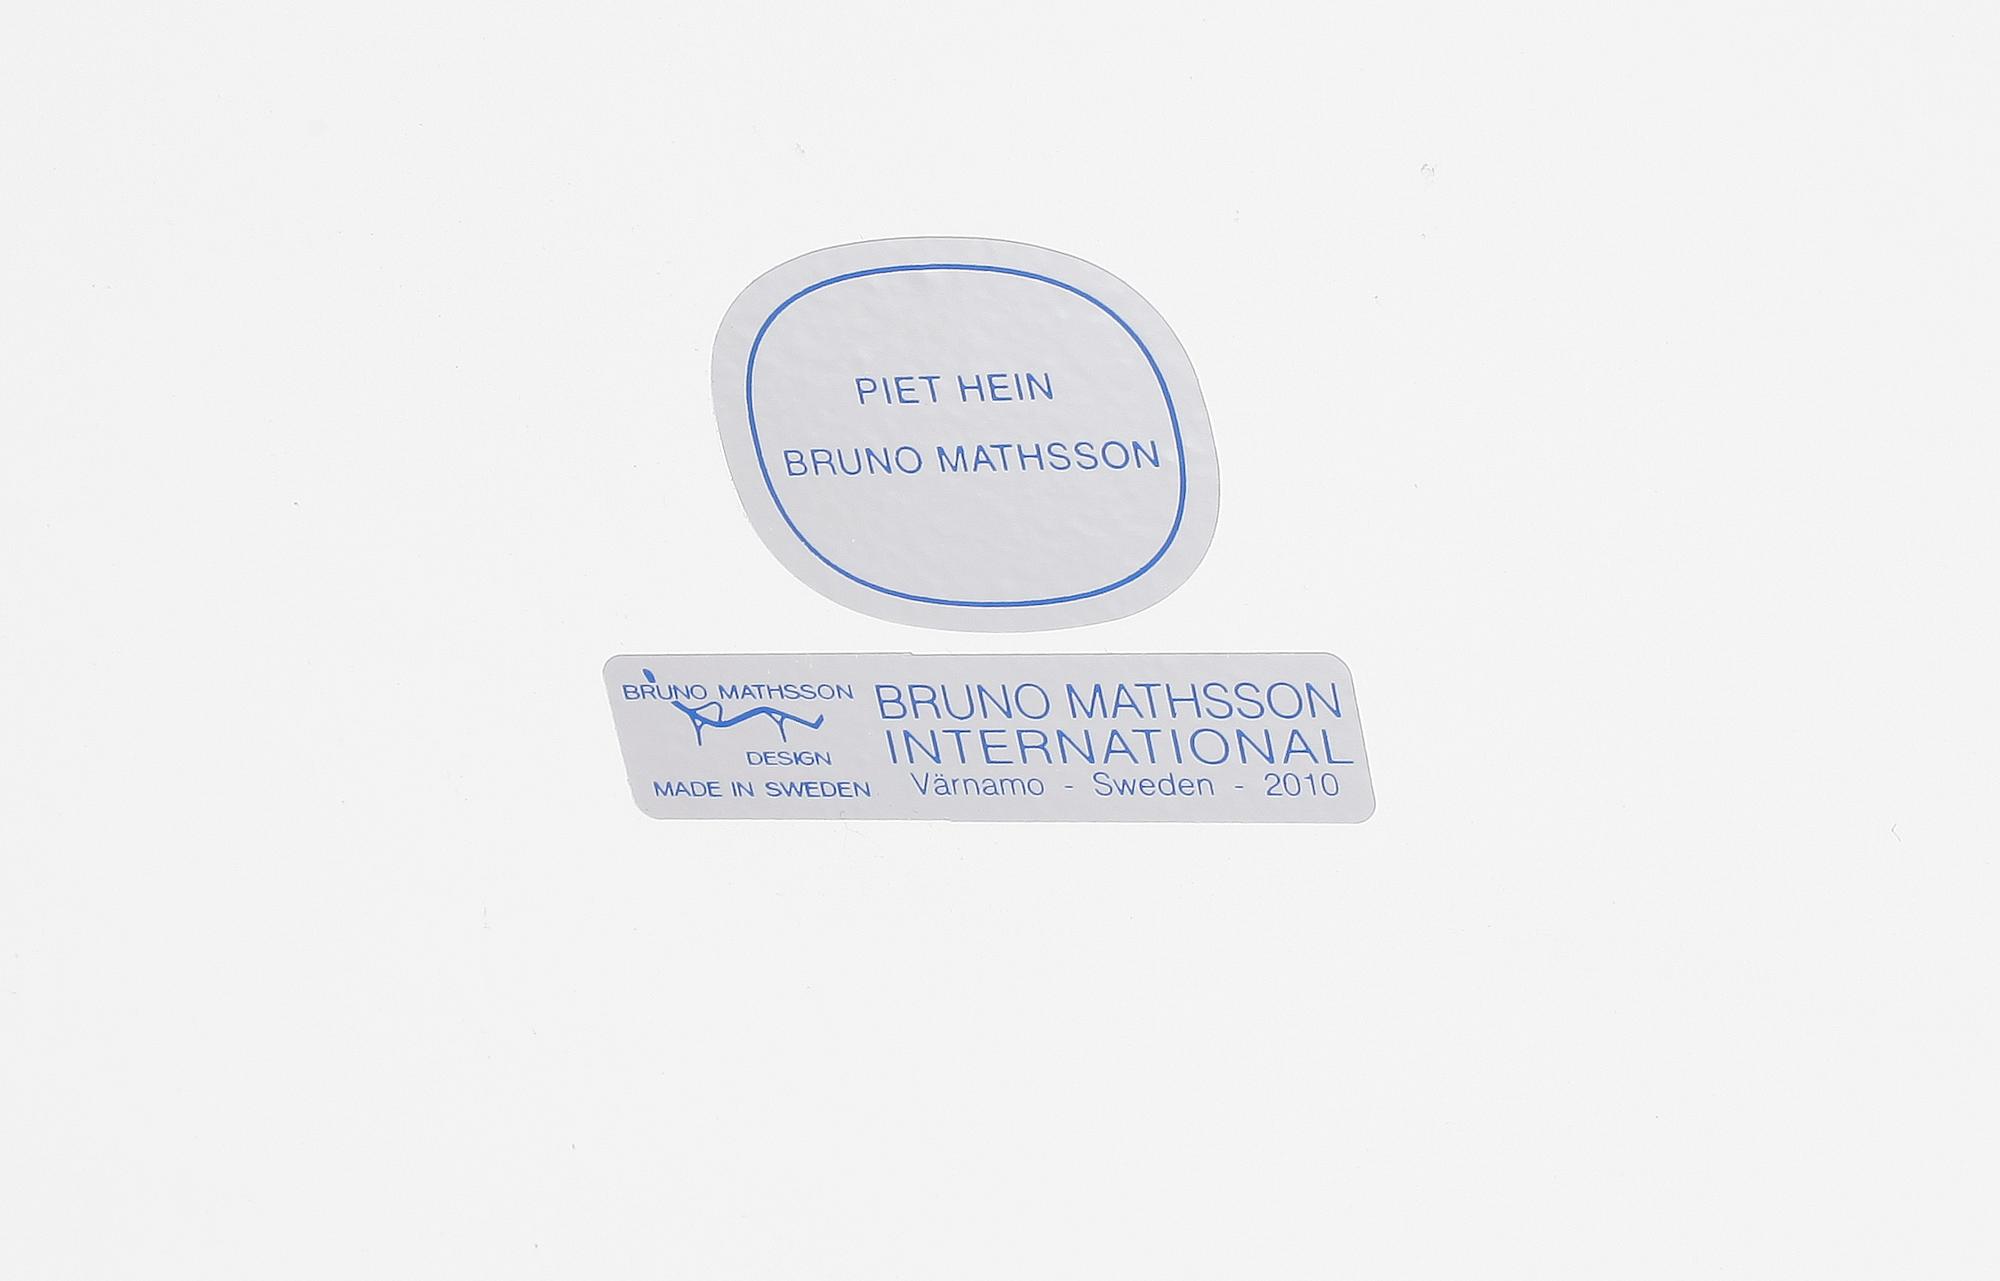 PIET HEIN
BRUNO MATHSSON
BRUNO MATHSSON
DESIGN
MADE IN SWEDEN
BRUNO MATHSSON
INTERNATIONAL
Värnamo - Sweden - 2010